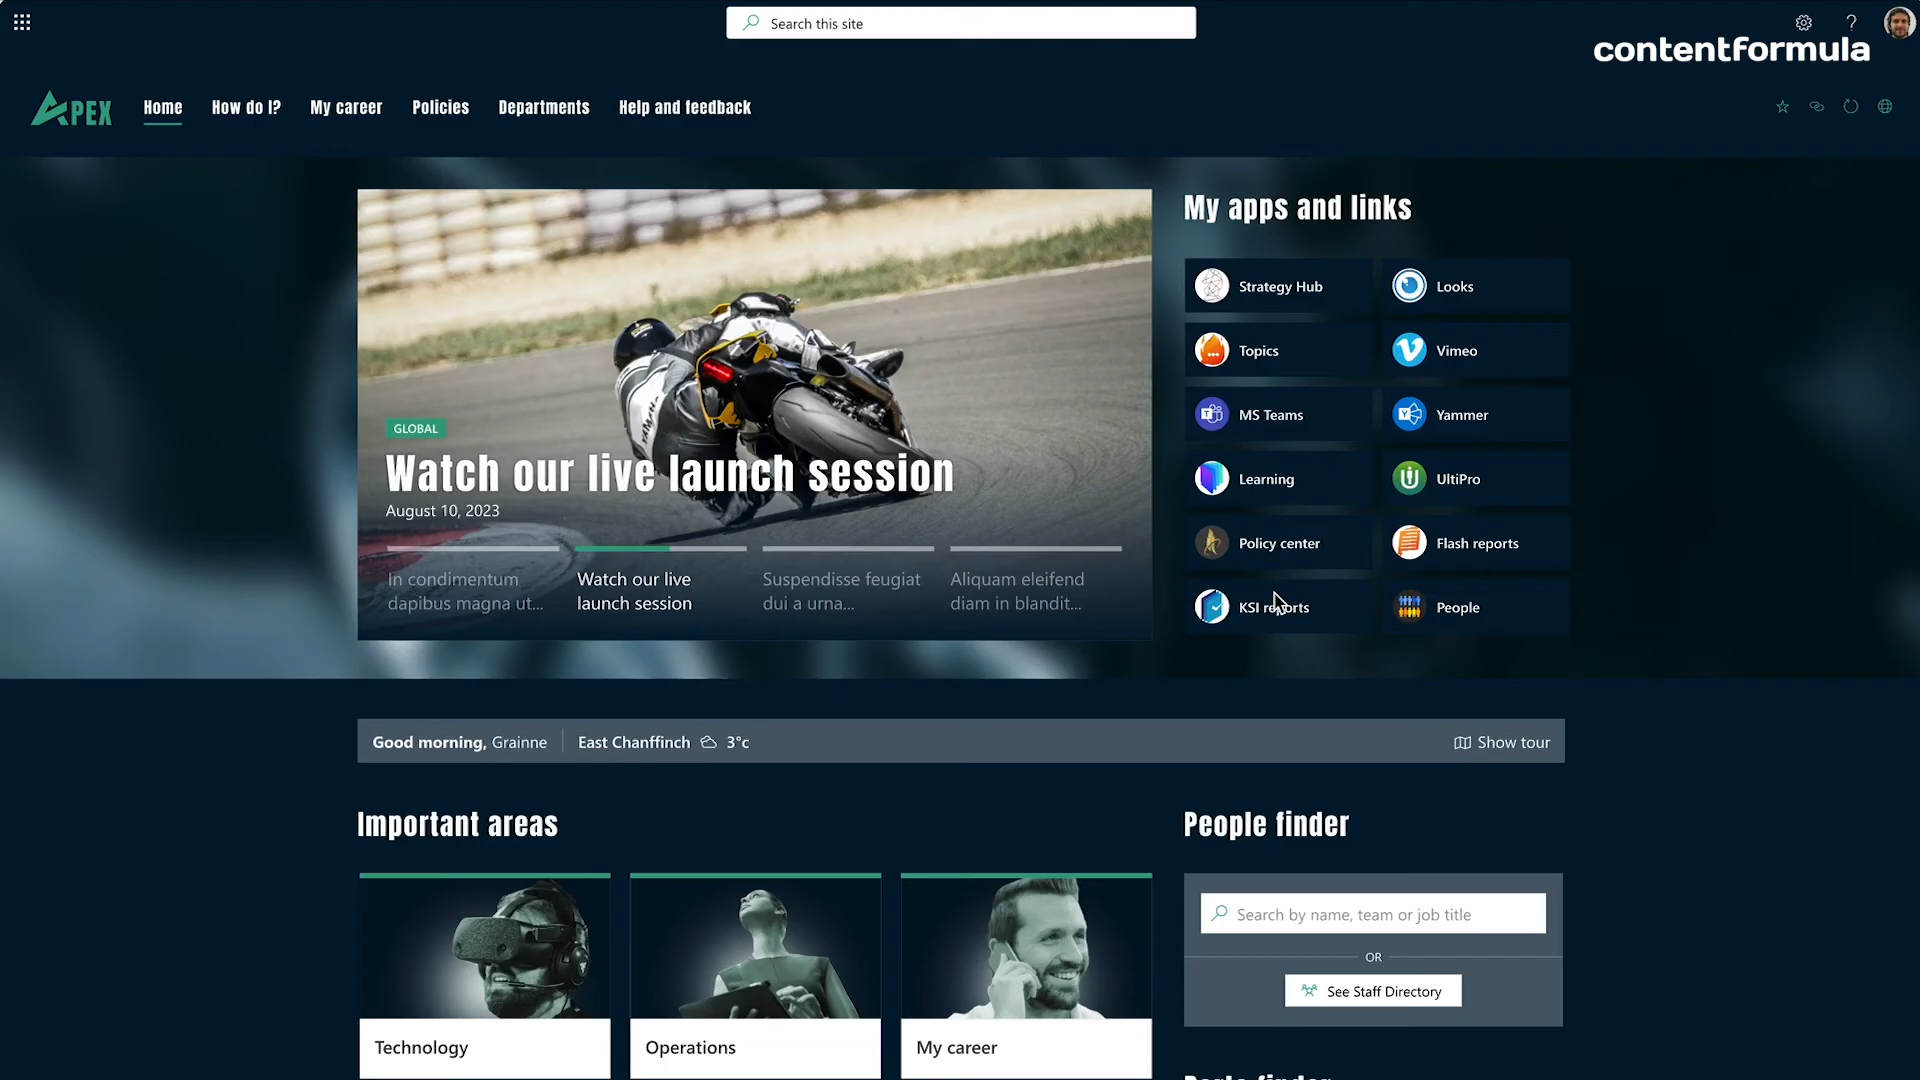 Search this site
?
contentformula
APEX
Home
How do I?
My career
Policies
Departments
Help and feedback
YAMAHA
GLOBAL
Watch our live launch session
August 10, 2023
In condimentum
dapibus magna ut...
Watch our live
launch session
Suspendisse feugiat
dui a urna...
Aliquam eleifend
diam in blandit...
My apps and links
Strategy Hub
Looks
Topics
Vimeo
MS Teams
Yammer
Learning
UltiPro
Policy center
Flash reports
KSI reports
People
Good morning, Grainne
East Chanffinch
3°c
Show tour
Important areas
Technology
Operations
My career
People finder
Search by name, team or job title
OR
See Staff Directory